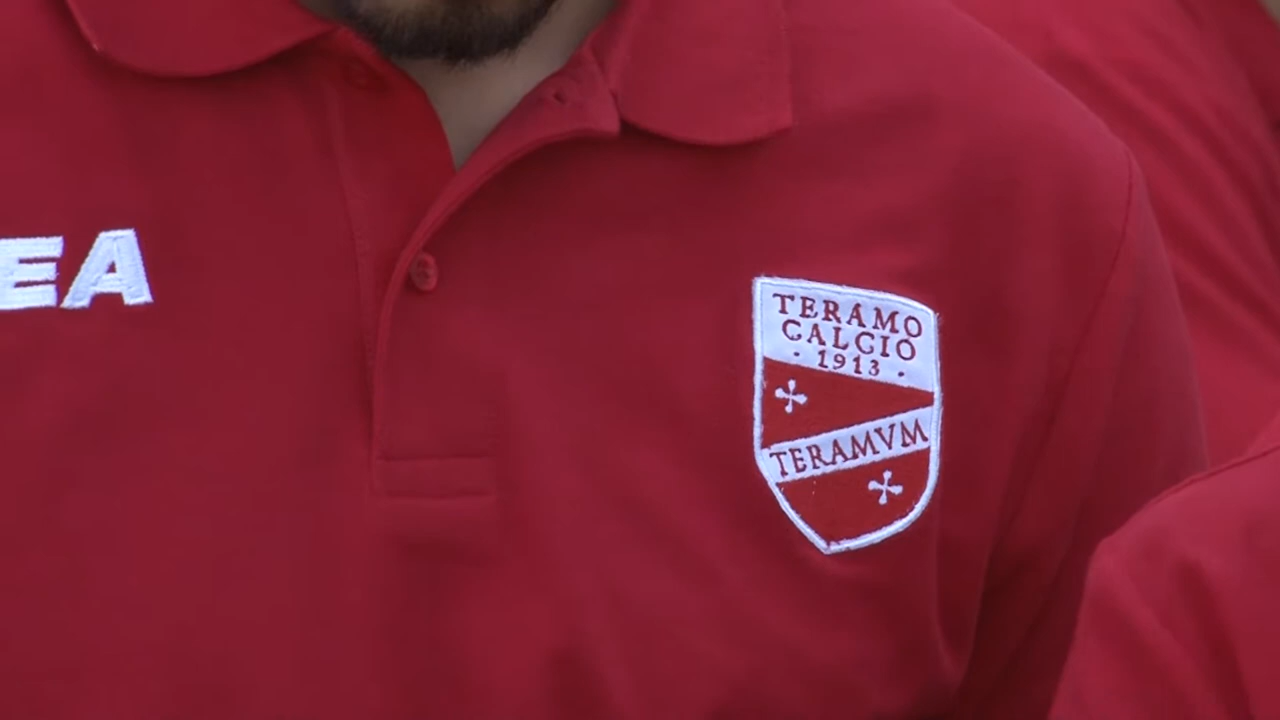 EA
TERAMO
CALCIO
· 1913 ·
TERAMVM